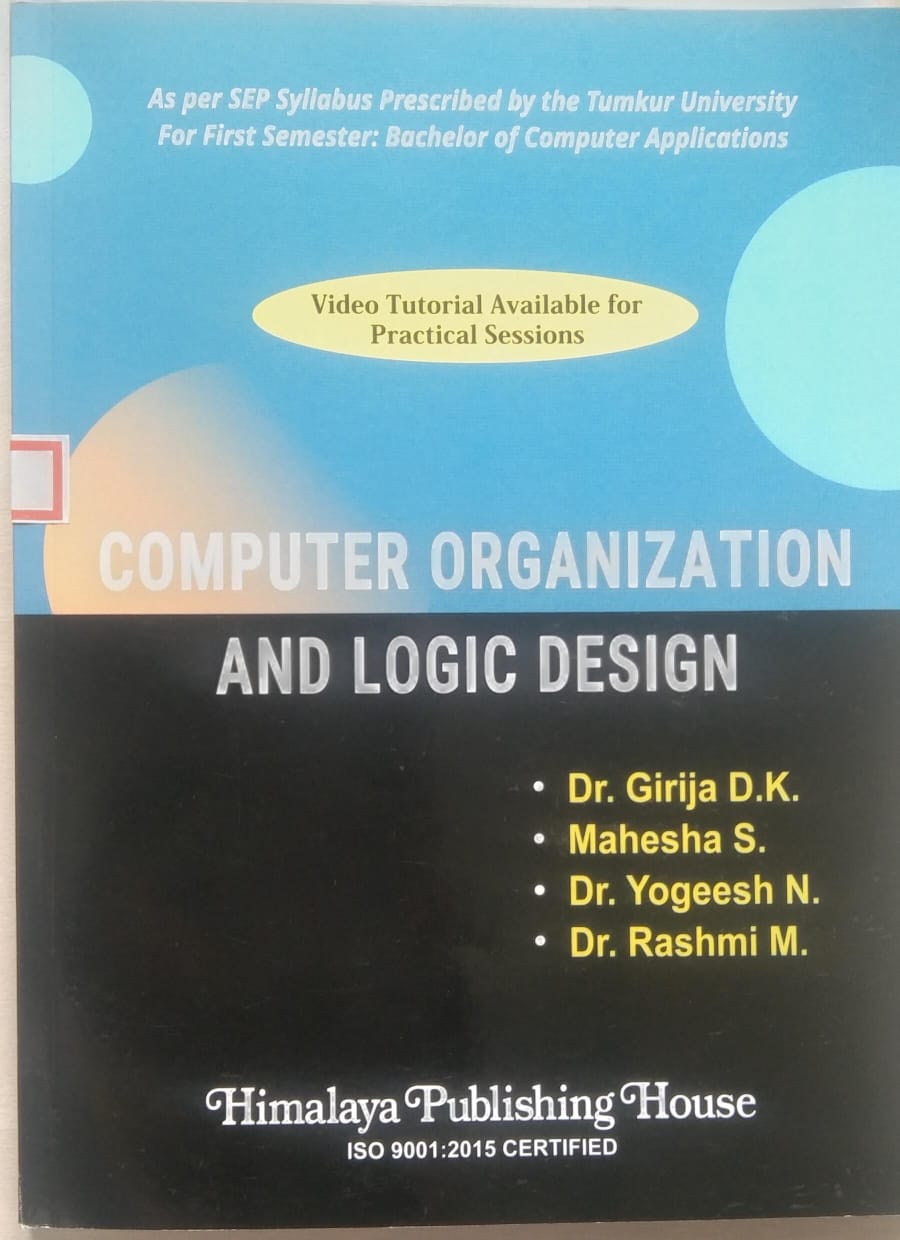 As per SEP Syllabus Prescribed by the Tumkur University
For First Semester: Bachelor of Computer Applications
Video Tutorial Available for
Practical Sessions
COMPUTER ORGANIZATION
AND LOGIC DESIGN
• Dr. Girija D.K.
• Mahesha S.
• Dr. Yogeesh N.
• Dr. Rashmi M.
Himalaya Publishing House
ISO 9001:2015 CERTIFIED